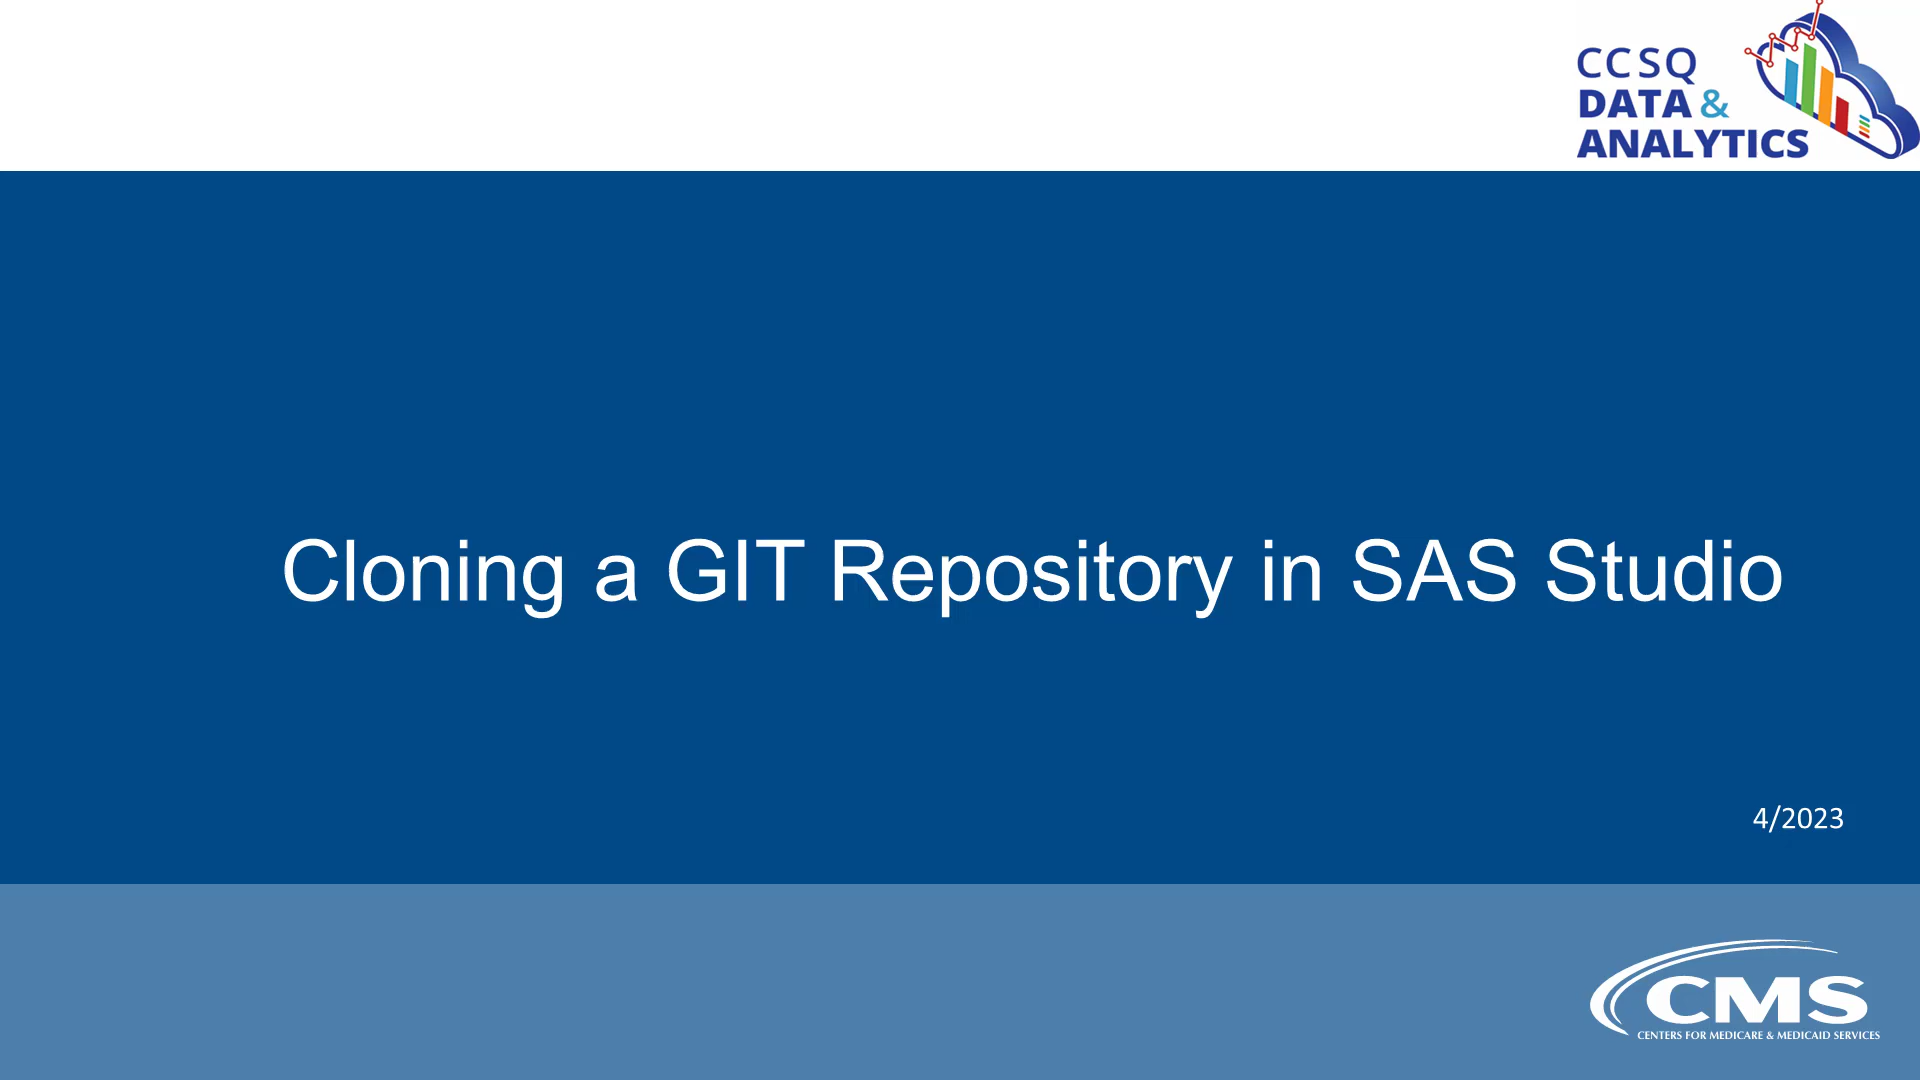 CCSQ
DATA &
ANALYTICS
Cloning a GIT Repository in SAS Studio
4/2023
CMS
CENTERS FOR MEDICARE & MEDICAID SERVICES